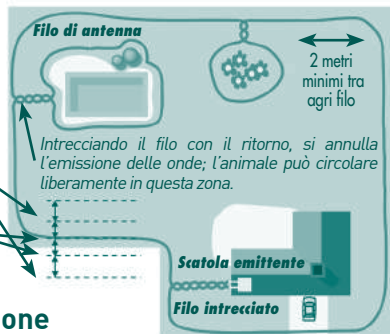 Filo di antenna
2 metri
minimi tra
agri filo
Intrecciando il filo con il ritorno, si annulla
l'emissione delle onde; l'animale può circolare
liberamente in questa zona.
Scatola emittente
Filo intrecciato
one